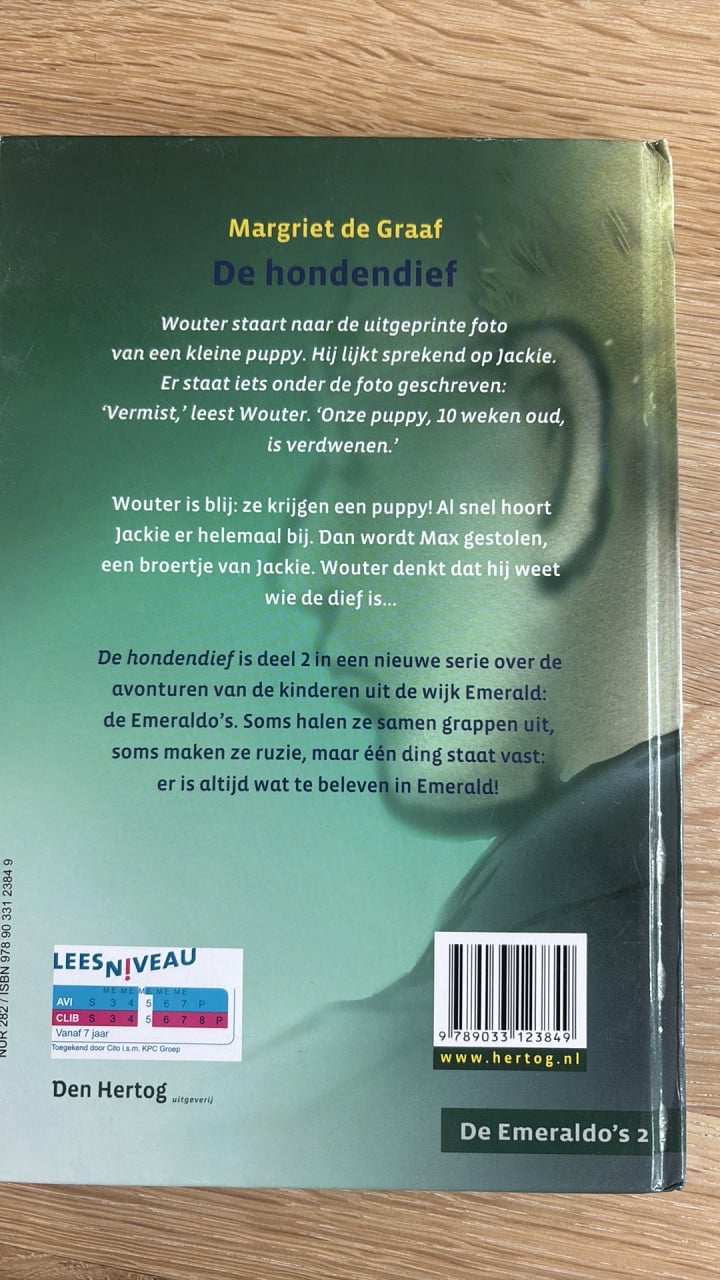 Margriet de Graaf
De hondendief
Wouter staart naar de uitgeprinte foto
van een kleine puppy. Hij lijkt sprekend op Jackie.
Er staat iets onder de foto geschreven:
‘Vermist,’ leest Wouter. ‘Onze puppy, 10 weken oud,
is verdwenen.’
Wouter is blij: ze krijgen een puppy! Al snel hoort
Jackie er helemaal bij. Dan wordt Max gestolen,
een broertje van Jackie. Wouter denkt dat hij weet
wie de dief is...
De hondendief is deel 2 in een nieuwe serie over de
avonturen van de kinderen uit de wijk Emerald:
de Emeraldo’s. Soms halen ze samen grappen uit,
soms maken ze ruzie, maar één ding staat vast:
er is altijd wat te beleven in Emerald!
NUR 282 / ISBN 978 90 331 2384 9
LEESN!VEAU
ME ME ME ME ME
AVI S 3 4 5 6 7 P
CLIB S 3 4 5 6 7 8 P
Vanaf 7 jaar
Toegekend door Cito i.s.m. KPC Groep
Den Hertog uitgeverij
9 789033 123849
www.hertog.nl
De Emeraldo’s 2